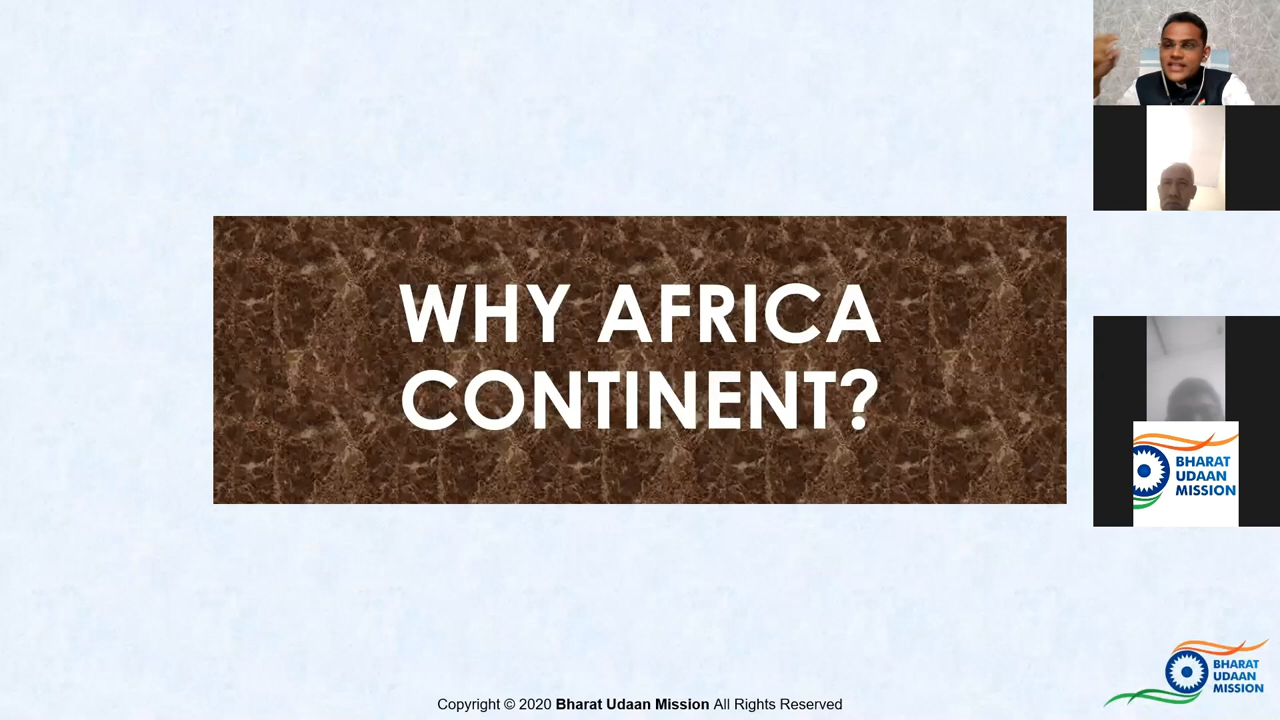 WHY AFRICA
CONTINENT?
BHARAT
UDAAN
MISSION
BHARAT
UDAAN
MISSION
Copyright © 2020 Bharat Udaan Mission All Rights Reserved